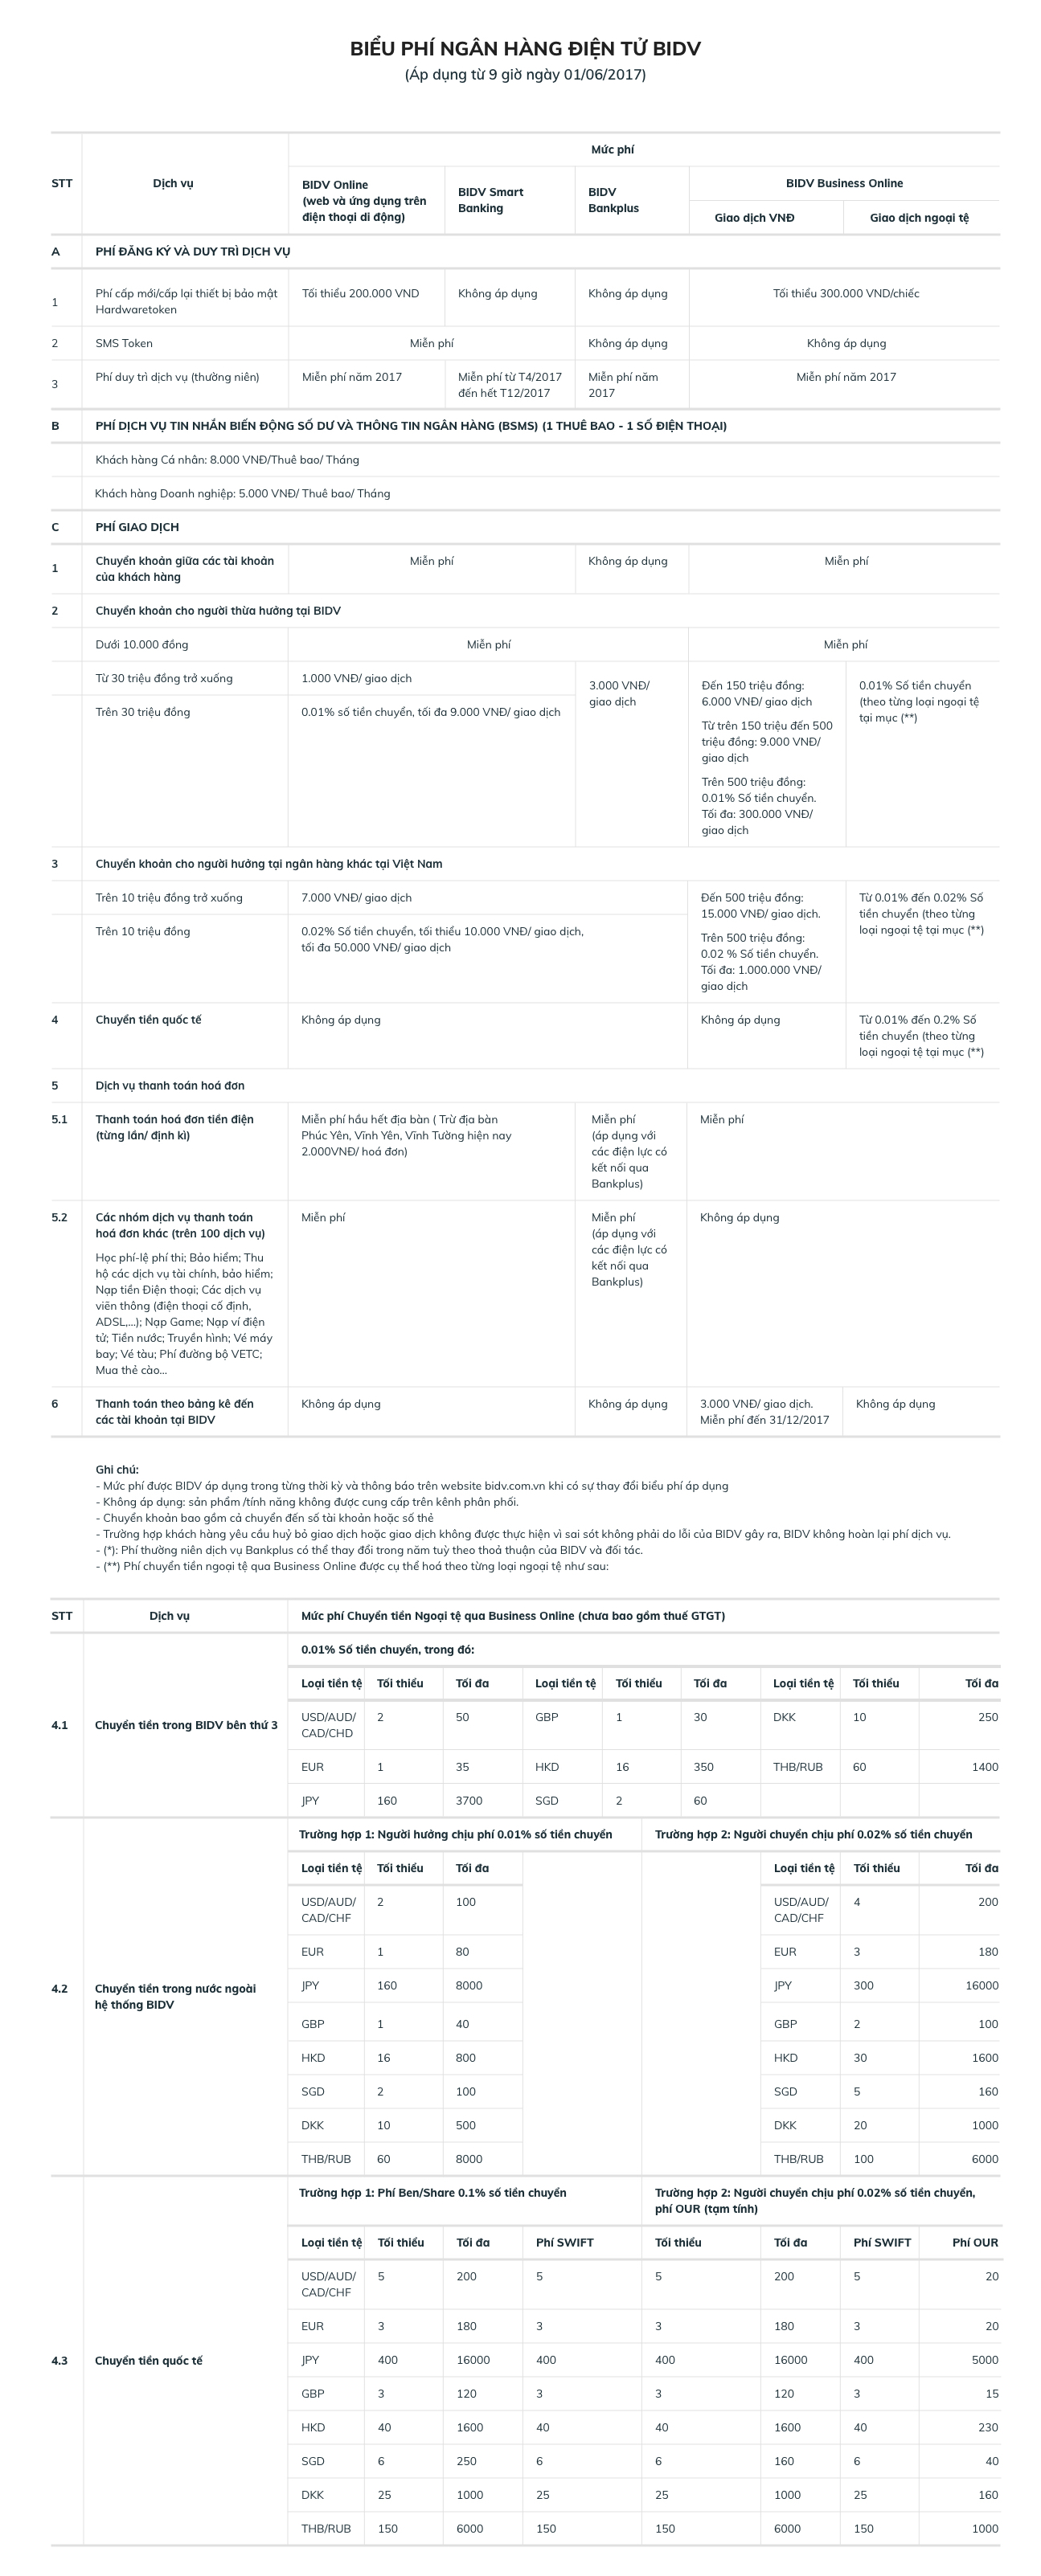 BIỂU PHÍ NGÂN HÀNG ĐIỆN TỬ BIDV
(Áp dụng từ 9 giờ ngày 01/06/2017)
STT
Dịch vụ
Mức phí
BIDV Online
(web và ứng dụng trên
điện thoại di động)
BIDV Smart
Banking
BIDV
Bankplus
BIDV Business Online
Giao dịch VNĐ
Giao dịch ngoại tệ
A
PHÍ ĐĂNG KÝ VÀ DUY TRÌ DỊCH VỤ
1
Phí cấp mới/cấp lại thiết bị bảo mật
Hardwaretoken
Tối thiểu 200.000 VND
Không áp dụng
Không áp dụng
Tối thiểu 300.000 VND/chiếc
2
SMS Token
Miễn phí
Không áp dụng
Không áp dụng
3
Phí duy trì dịch vụ (thường niên)
Miễn phí năm 2017
Miễn phí từ T4/2017
đến hết T12/2017
Miễn phí năm
2017
Miễn phí năm 2017
B
PHÍ DỊCH VỤ TIN NHẮN BIẾN ĐỘNG SỐ DƯ VÀ THÔNG TIN NGÂN HÀNG (BSMS) (1 THUÊ BAO - 1 SỐ ĐIỆN THOẠI)
Khách hàng Cá nhân: 8.000 VNĐ/Thuê bao/ Tháng
Khách hàng Doanh nghiệp: 5.000 VNĐ/ Thuê bao/ Tháng
C
PHÍ GIAO DỊCH
1
Chuyển khoản giữa các tài khoản
của khách hàng
Miễn phí
Không áp dụng
Miễn phí
2
Chuyển khoản cho người thừa hưởng tại BIDV
Dưới 10.000 đồng
Miễn phí
Miễn phí
Từ 30 triệu đồng trở xuống
1.000 VNĐ/ giao dịch
3.000 VNĐ/
giao dịch
Đến 150 triệu đồng:
6.000 VNĐ/ giao dịch
Từ trên 150 triệu đến 500
triệu đồng: 9.000 VNĐ/
giao dịch
Trên 500 triệu đồng:
0.01% Số tiền chuyển.
Tối đa: 300.000 VNĐ/
giao dịch
0.01% Số tiền chuyển
(theo từng loại ngoại tệ
tại mục (**)
Trên 30 triệu đồng
0.01% số tiền chuyển, tối đa 9.000 VNĐ/ giao dịch
3
Chuyển khoản cho người hưởng tại ngân hàng khác tại Việt Nam
Trên 10 triệu đồng trở xuống
7.000 VNĐ/ giao dịch
Đến 500 triệu đồng:
15.000 VNĐ/ giao dịch.
Trên 500 triệu đồng:
0.02 % Số tiền chuyển.
Tối đa: 1.000.000 VNĐ/
giao dịch
Từ 0.01% đến 0.02% Số
tiền chuyển (theo từng
loại ngoại tệ tại mục (**)
Trên 10 triệu đồng
0.02% Số tiền chuyển, tối thiểu 10.000 VNĐ/ giao dịch,
tối đa 50.000 VNĐ/ giao dịch
4
Chuyển tiền quốc tế
Không áp dụng
Không áp dụng
Từ 0.01% đến 0.2% Số
tiền chuyển (theo từng
loại ngoại tệ tại mục (**)
5
Dịch vụ thanh toán hoá đơn
5.1
Thanh toán hoá đơn tiền điện
(từng lần/ định kì)
Miễn phí hầu hết địa bàn ( Trừ địa bàn
Phúc Yên, Vĩnh Yên, Vĩnh Tường hiện nay
2.000VNĐ/ hoá đơn)
Miễn phí
(áp dụng với
các điện lực có
kết nối qua
Bankplus)
Miễn phí
5.2
Các nhóm dịch vụ thanh toán
hoá đơn khác (trên 100 dịch vụ)
Học phí-lệ phí thi; Bảo hiểm; Thu
hộ các dịch vụ tài chính, bảo hiểm;
Nạp tiền Điện thoại; Các dịch vụ
viên thông (điện thoại cố định,
ADSL,...); Nạp Game; Nạp ví điện
tử; Tiền nước; Truyền hình; Vé máy
bay; Vé tàu; Phí đường bộ VETC;
Mua thẻ cào...
Miễn phí
Miễn phí
(áp dụng với
các điện lực có
kết nối qua
Bankplus)
Không áp dụng
6
Thanh toán theo bảng kê đến
các tài khoản tại BIDV
Không áp dụng
Không áp dụng
3.000 VNĐ/ giao dịch.
Miễn phí đến 31/12/2017
Không áp dụng
Ghi chú:
- Mức phí được BIDV áp dụng trong từng thời kỳ và thông báo trên website bidv.com.vn khi có sự thay đổi biểu phí áp dụng
- Không áp dụng: sản phẩm /tính năng không được cung cấp trên kênh phân phối.
- Chuyển khoản bao gồm cả chuyển đến số tài khoản hoặc số thẻ
- Trường hợp khách hàng yêu cầu huỷ bỏ giao dịch hoặc giao dịch không được thực hiện vì sai sót không phải do lỗi của BIDV gây ra, BIDV không hoàn lại phí dịch vụ.
- (*): Phí thường niên dịch vụ Bankplus có thể thay đổi trong năm tuỳ theo thoả thuận của BIDV và đối tác.
- (**) Phí chuyển tiền ngoại tệ qua Business Online được cụ thể hoá theo từng loại ngoại tệ như sau:
STT
Dịch vụ
Mức phí Chuyển tiền Ngoại tệ qua Business Online (chưa bao gồm thuế GTGT)
4.1
Chuyển tiền trong BIDV bên thứ 3
0.01% Số tiền chuyển, trong đó:
Loại tiền tệ Tối thiểu Tối đa Loại tiền tệ Tối thiểu Tối đa Loại tiền tệ Tối thiểu Tối đa
USD/AUD/ 2 50 GBP 1 30 DKK 10 250
CAD/CHD
EUR 1 35 HKD 16 350 THB/RUB 60 1400
JPY 160 3700 SGD 2 60
4.2
Chuyển tiền trong nước ngoài
hệ thống BIDV
Trường hợp 1: Người hưởng chịu phí 0.01% số tiền chuyển
Trường hợp 2: Người chuyển chịu phí 0.02% số tiền chuyển
Loại tiền tệ Tối thiểu Tối đa Loại tiền tệ Tối thiểu Tối đa
USD/AUD/ 2 100 USD/AUD/ 4 200
CAD/CHF CAD/CHF
EUR 1 80 EUR 3 180
JPY 160 8000 JPY 300 16000
GBP 1 40 GBP 2 100
HKD 16 800 HKD 30 1600
SGD 2 100 SGD 5 160
DKK 10 500 DKK 20 1000
THB/RUB 60 8000 THB/RUB 100 6000
4.3
Chuyển tiền quốc tế
Trường hợp 1: Phí Ben/Share 0.1% số tiền chuyển
Trường hợp 2: Người chuyển chịu phí 0.02% số tiền chuyển,
phí OUR (tạm tính)
Loại tiền tệ Tối thiểu Tối đa Phí SWIFT Tối thiểu Tối đa Phí SWIFT Phí OUR
USD/AUD/ 5 200 5 5 200 5 20
CAD/CHF
EUR 3 180 3 3 180 3 20
JPY 400 16000 400 400 16000 400 5000
GBP 3 120 3 3 120 3 15
HKD 40 1600 40 40 1600 40 230
SGD 6 250 6 6 160 6 40
DKK 25 1000 25 25 1000 25 160
THB/RUB 150 6000 150 150 6000 150 1000